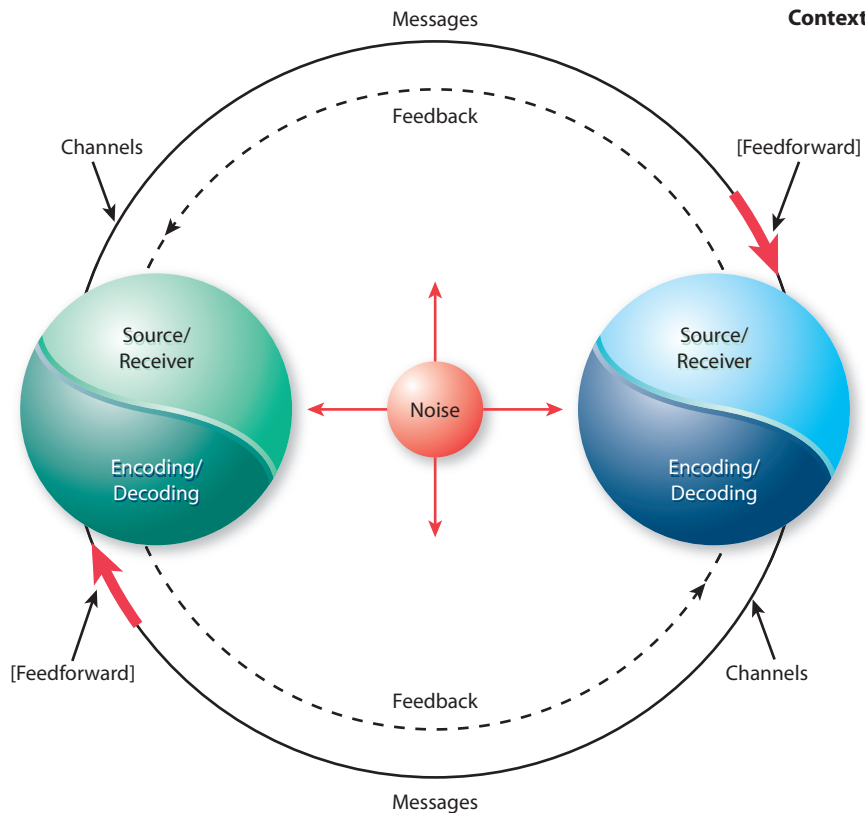 Messages
Context
Feedback
Channels
[Feedforward]
Source/
Receiver
Source/
Receiver
Noise
Encoding/
Decoding
Encoding/
Decoding
[Feedforward]
Channels
Feedback
Messages